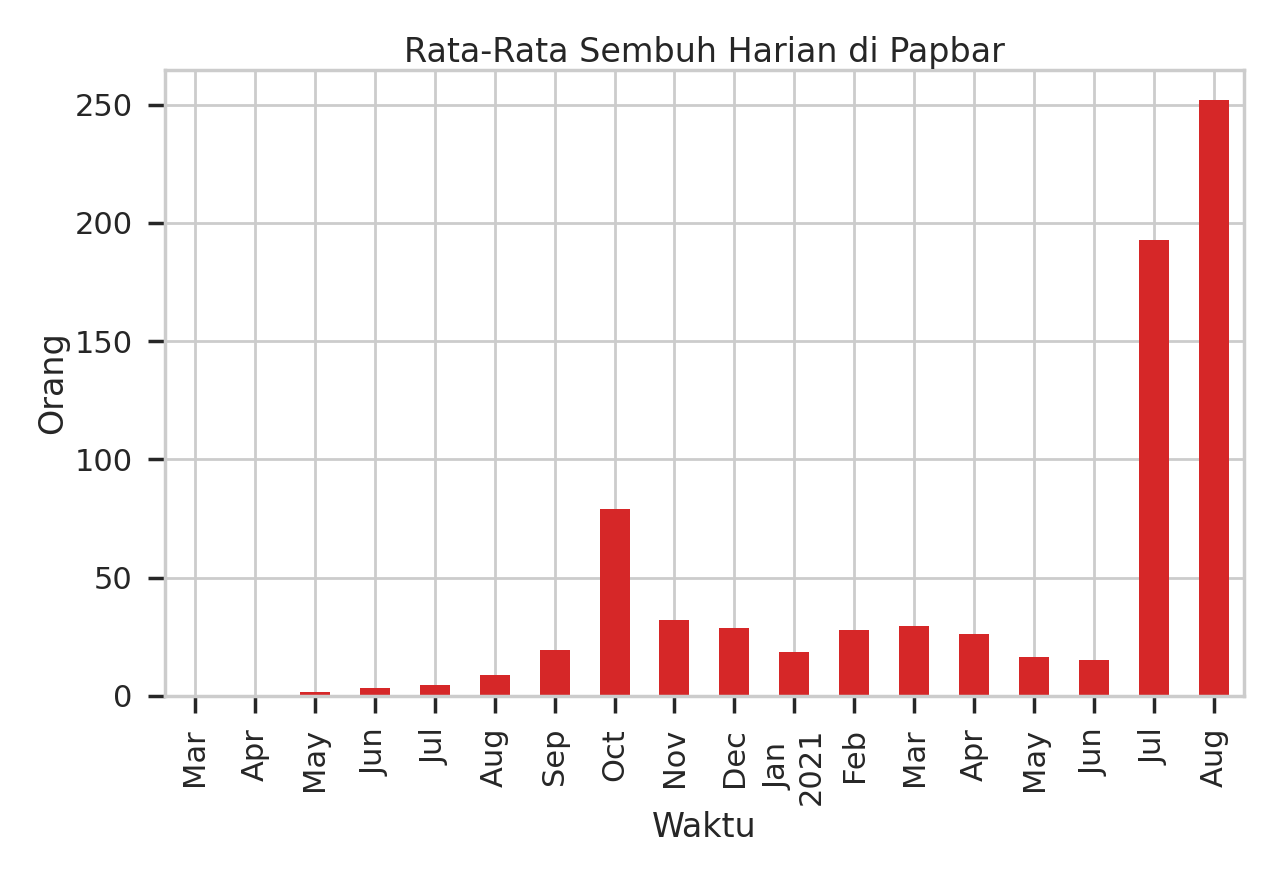 Rata-Rata Sembuh Harian di Papbar
Orang
250
200
150
100
50
0
Mar
Apr
May
Jun
Jul
Aug
Sep
Oct
Nov
Dec
Jan
2021
Feb
Mar
Apr
May
Jun
Jul
Aug
Waktu